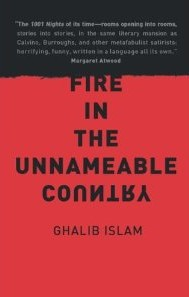 "The 1001 Nights of its time—rooms opening into rooms,
stories into stories, in the same literary mansion as
Calvino, Burroughs, and other metafabulist satirists:
horrifying, funny, written in a language all its own."
Margaret Atwood
FIRE
IN
THE
UNNAMEABLE
COUNTRY
GHALIB ISLAM